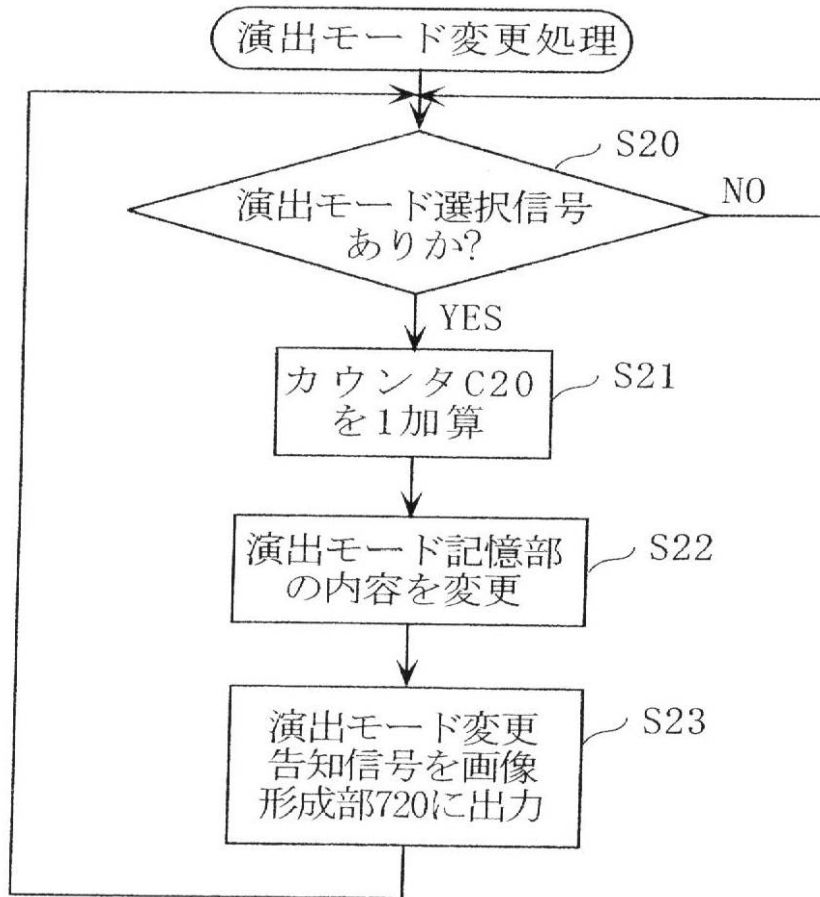 演出モード変更処理
S20
演出モード選択信号
ありか?
NO
YES
カウンタC20
を1加算
S21
演出モード記憶部
の内容を変更
S22
演出モード変更
告知信号を画像
形成部720に出力
S23